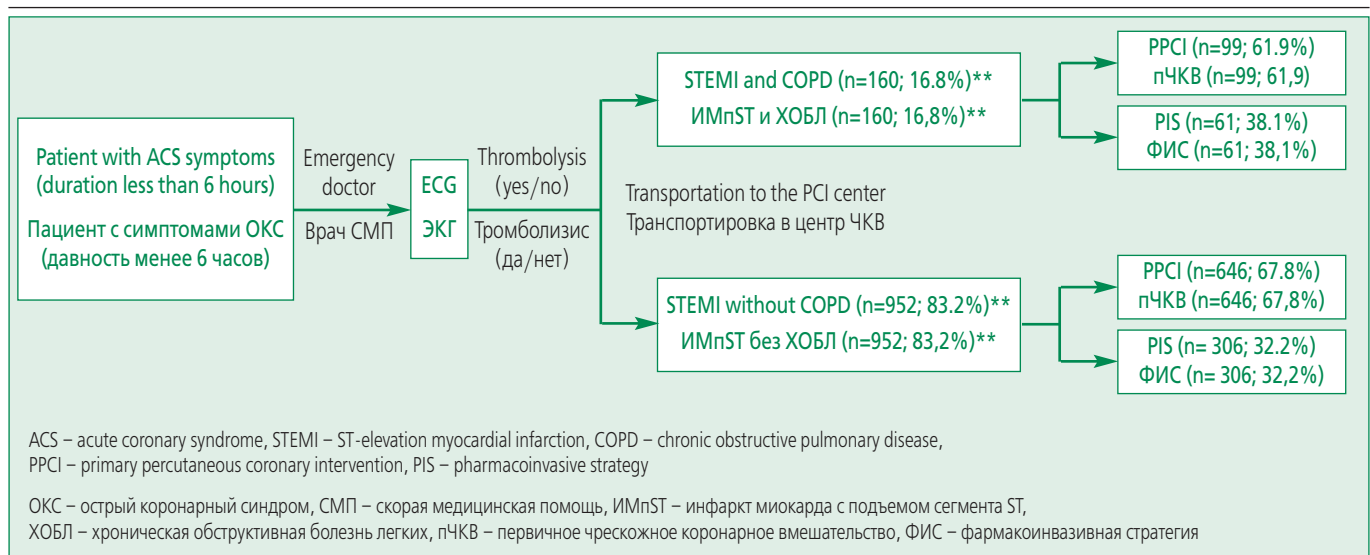 Patient with ACS symptoms
(duration less than 6 hours)
Пациент с симптомами ОКС
(давность менее 6 часов)
Emergency
doctor
Врач СМП
ECG
ЭКГ
Thrombolysis
(yes/no)
Тромболизис
(да/нет)
STEMI and COPD (n=160; 16.8%)**
ИМпST и ХОБЛ (n=160; 16,8%)**
Transportation to the PCI center
Транспортировка в центр ЧКВ
STEMI without COPD (n=952; 83.2%)**
ИМпST без ХОБЛ (n=952; 83,2%)**
PPCI (n=99; 61.9%)
пЧКВ (n=99; 61,9)
PIS (n=61; 38.1%)
ФИС (n=61; 38,1%)
PPCI (n=646; 67.8%)
пЧКВ (n=646; 67,8%)
PIS (n= 306; 32.2%)
ФИС (n= 306; 32,2%)
ACS – acute coronary syndrome, STEMI – ST-elevation myocardial infarction, COPD – chronic obstructive pulmonary disease,
PPCI – primary percutaneous coronary intervention, PIS – pharmacoinvasive strategy
ОКС – острый коронарный синдром, СМП – скорая медицинская помощь, ИМпST – инфаркт миокарда с подъемом сегмента ST,
ХОБЛ – хроническая обструктивная болезнь легких, пЧКВ – первичное чрескожное коронарное вмешательство, ФИС – фармакоинвазивная стратегия